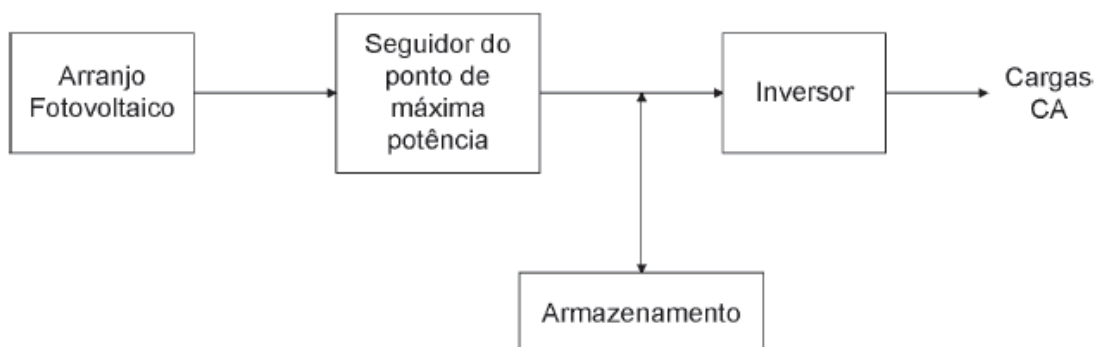 Arranjo
Fotovoltaico
Seguidor do
ponto de
máxima
potência
Inversor
Cargas
CA
Armazenamento